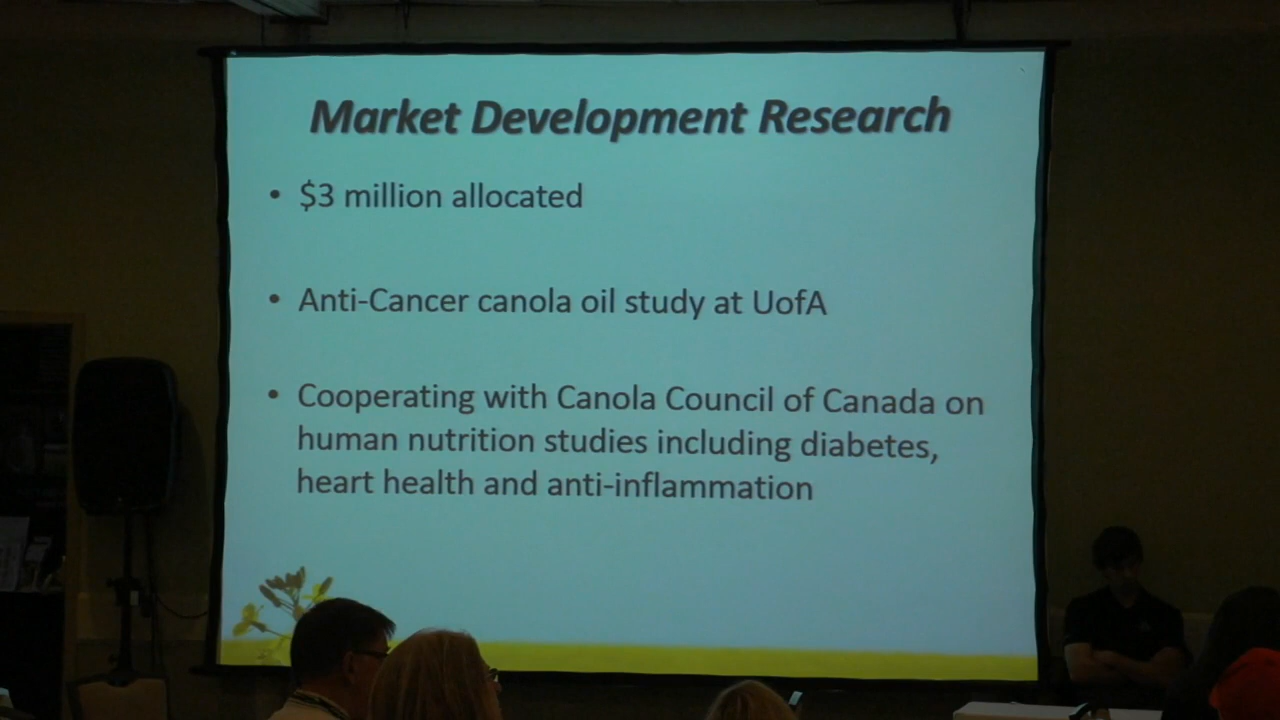 Market Development Research
• $3 million allocated
• Anti-Cancer canola oil study at UofA
• Cooperating with Canola Council of Canada on
human nutrition studies including diabetes,
heart health and anti-inflammation